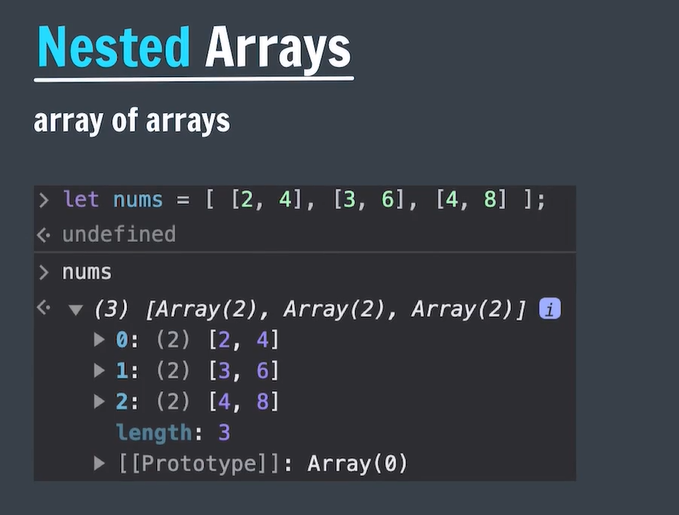 Nested Arrays
array of arrays
> let nums = [ [2, 4], [3, 6], [4, 8] ];
undefined
> nums
(3) [Array(2), Array(2), Array(2)] i
0: (2) [2, 4]
1: (2) [3, 6]
2: (2) [4, 8]
length: 3
[[Prototype]]: Array(0)